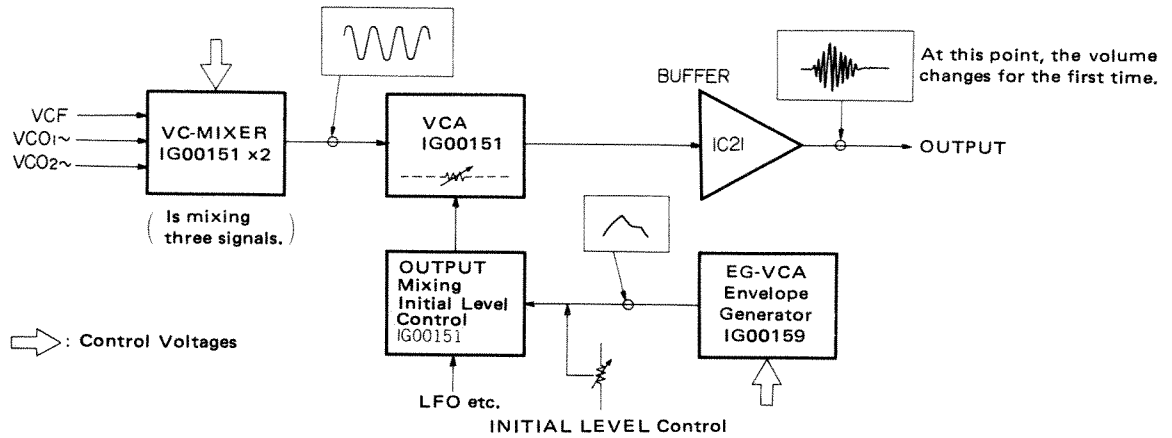 At this point, the volume
changes for the first time.
BUFFER
VCF
VCO1~
VCO2~
VC-MIXER
IG00151 ×2
VCA
IG00151
IC21
OUTPUT
( Is mixing
three signals. )
OUTPUT
Mixing
Initial Level
Control
IG00151
EG-VCA
Envelope
Generator
IG00159
: Control Voltages
LFO etc.
INITIAL LEVEL Control